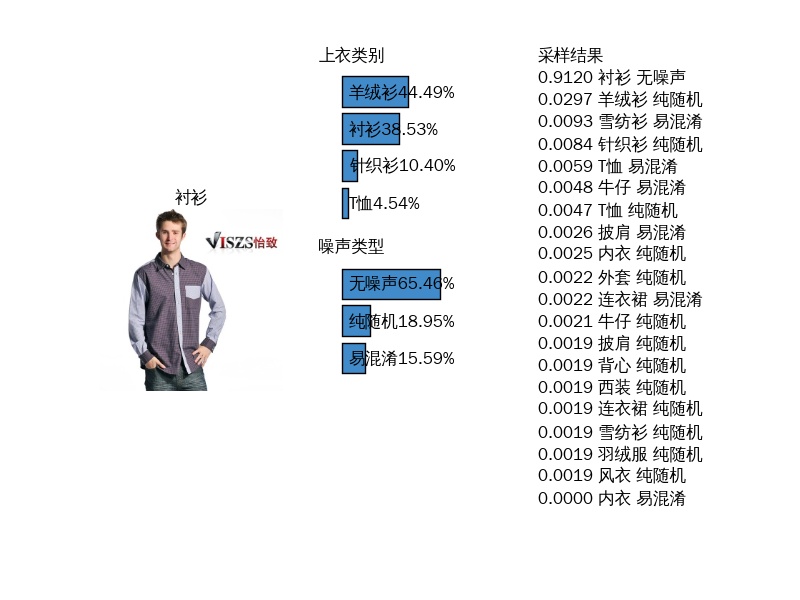 衬衫
VISZS怡致
上衣类别
羊绒衫44.49%
衬衫38.53%
针织衫10.40%
T恤4.54%
噪声类型
无噪声65.46%
纯随机18.95%
易混淆15.59%
采样结果
0.9120 衬衫 无噪声
0.0297 羊绒衫 纯随机
0.0093 雪纺衫 易混淆
0.0084 针织衫 纯随机
0.0059 T恤 易混淆
0.0048 牛仔 易混淆
0.0047 T恤 纯随机
0.0026 披肩 易混淆
0.0025 内衣 纯随机
0.0022 外套 纯随机
0.0022 连衣裙 易混淆
0.0021 牛仔 纯随机
0.0019 披肩 纯随机
0.0019 背心 纯随机
0.0019 西装 纯随机
0.0019 连衣裙 纯随机
0.0019 雪纺衫 纯随机
0.0019 羽绒服 纯随机
0.0019 风衣 纯随机
0.0000 内衣 易混淆